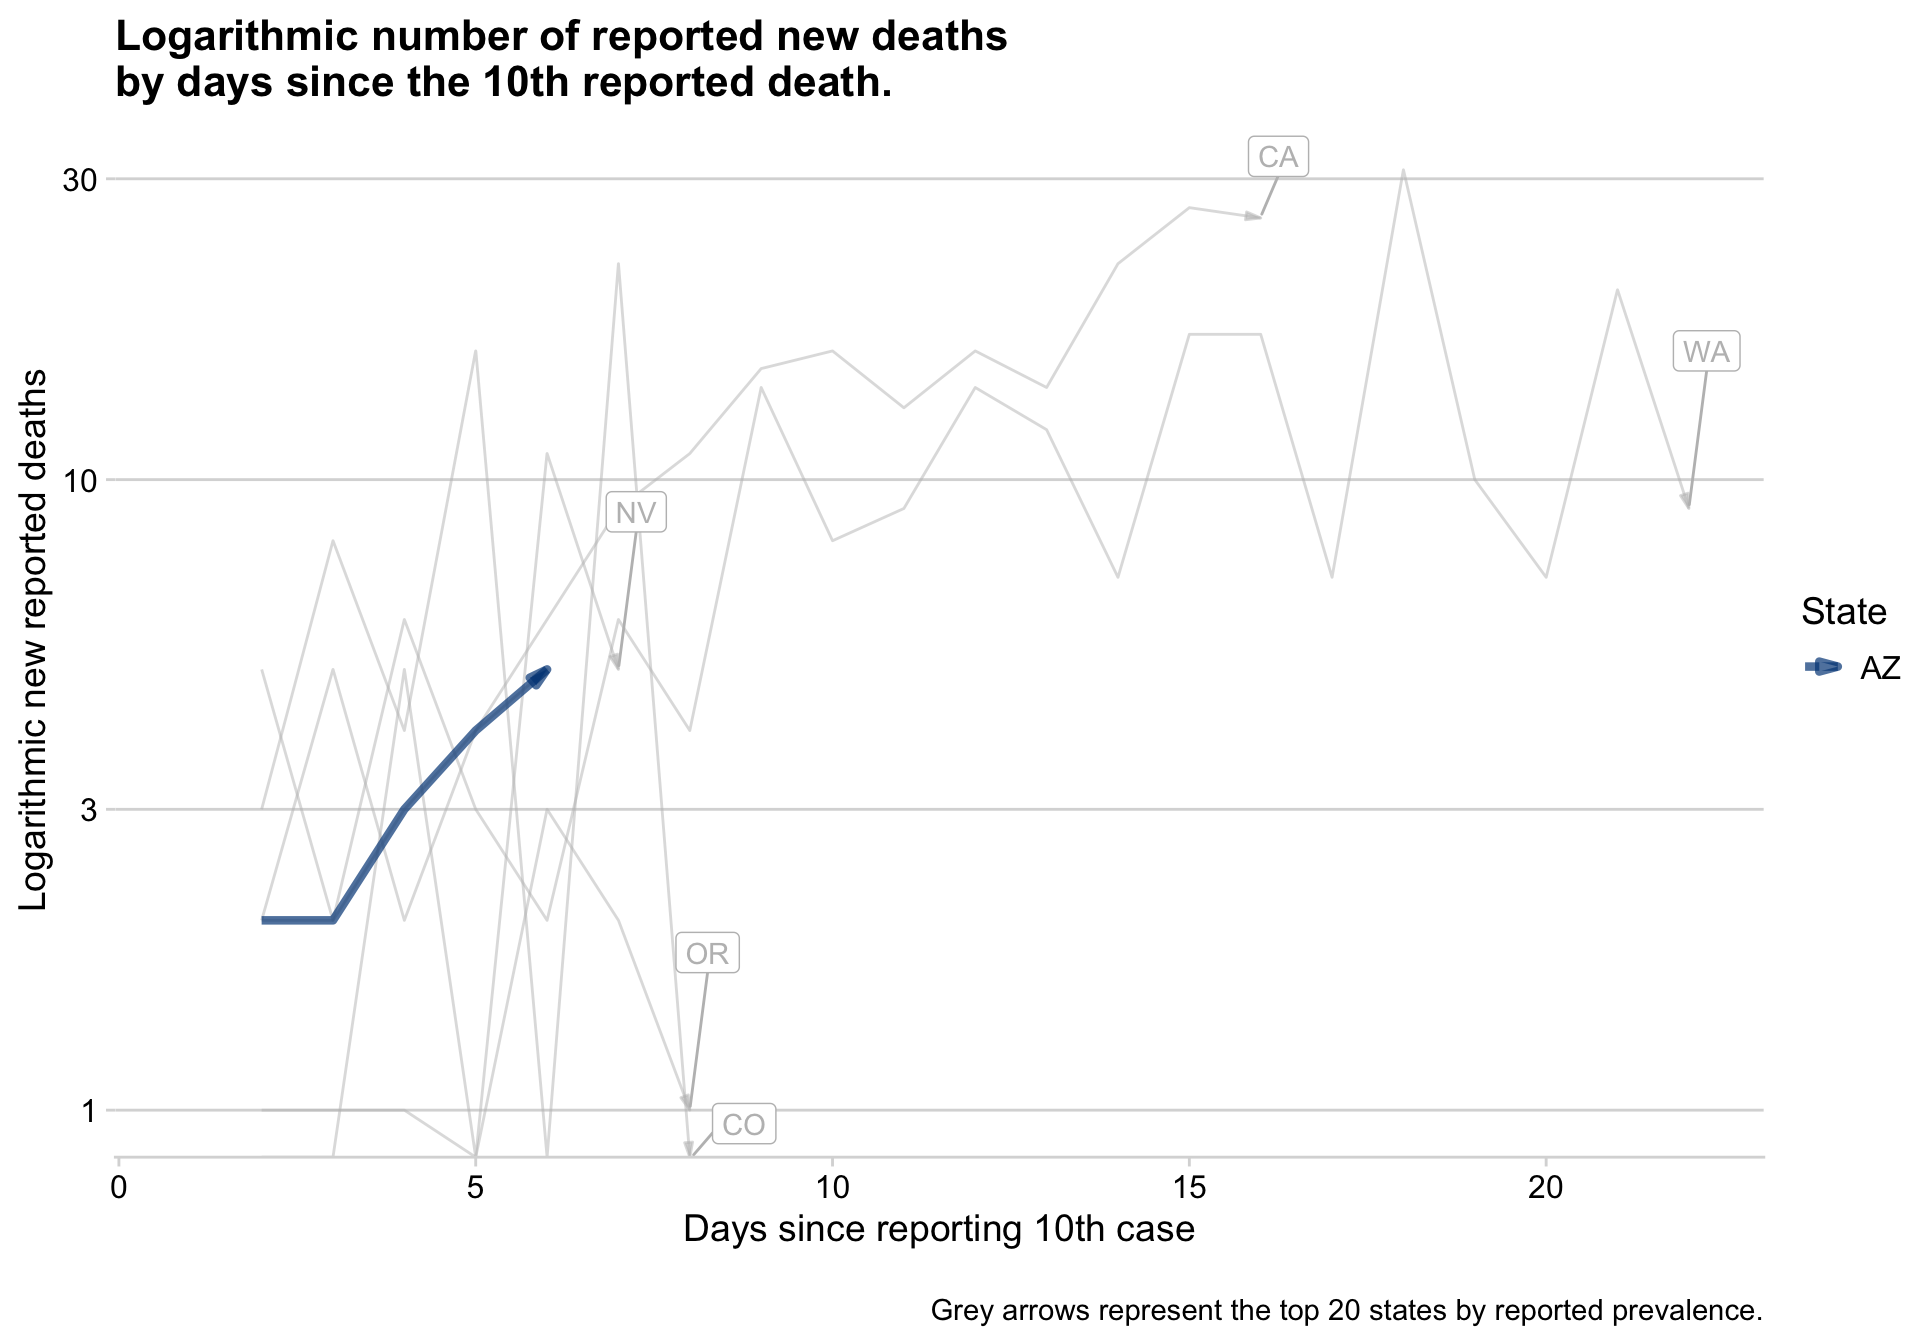 Logarithmic number of reported new deaths
by days since the 10th reported death.
CA
30
WA
10
NV
Logarithmic new reported deaths
State
AZ
3
OR
1
CO
0 5 10 15 20
Days since reporting 10th case
Grey arrows represent the top 20 states by reported prevalence.